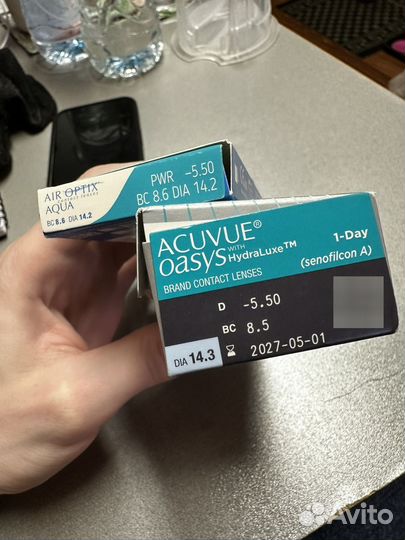 AIR OPTIX®
contact lenses
AQUA
BC 8.6 DIA 14.2
PWR -5.50
BC 8.6 DIA 14.2
ACUVUE®
OASYS WITH HydraLuxe™
BRAND CONTACT LENSES
1-Day
(senofilcon A)
D -5.50
BC 8.5
2027-05-01
DIA 14.3
Avito